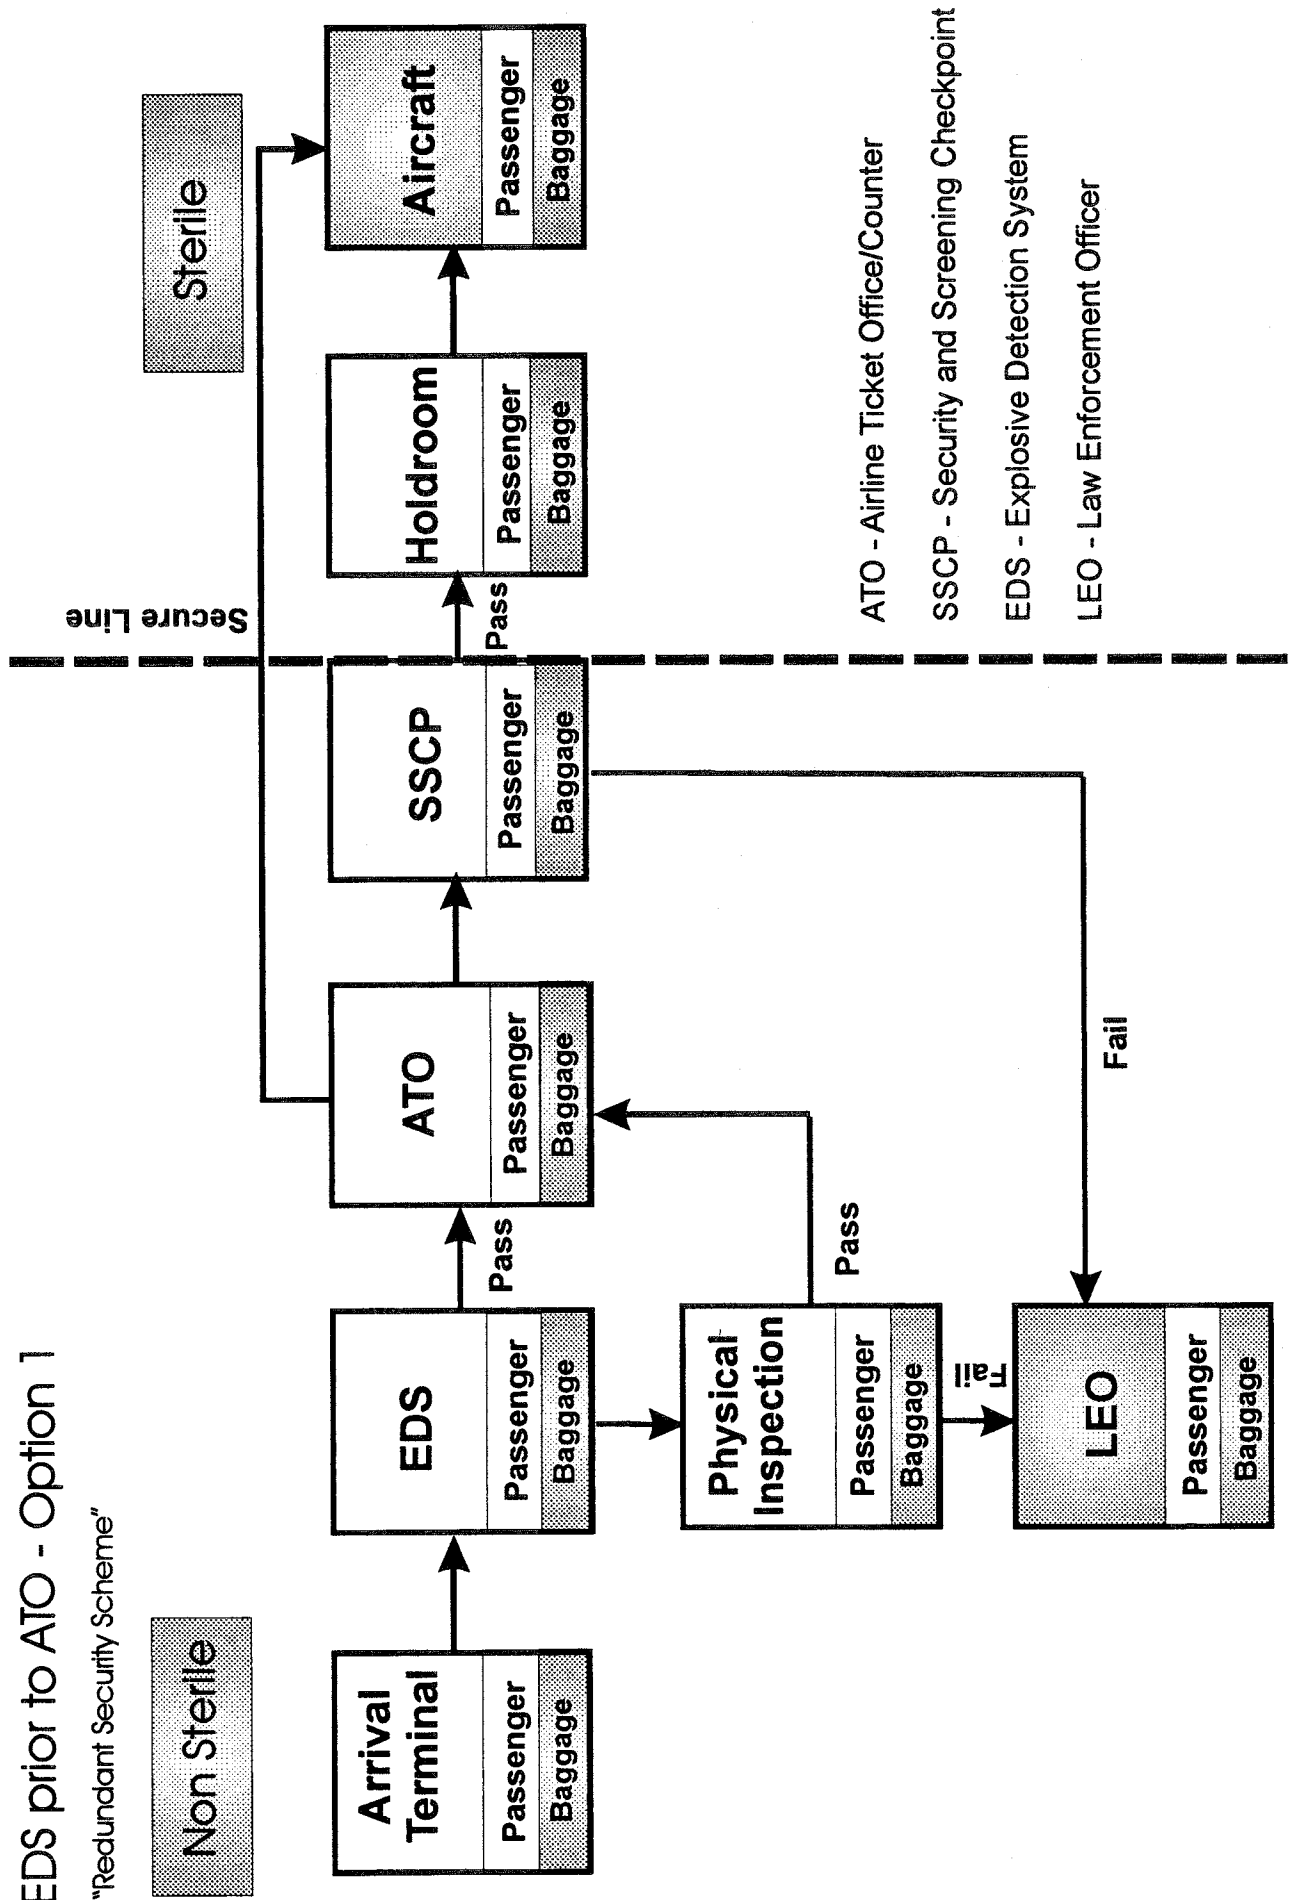 EDS prior to ATO - Option 1
"Redundant Security Scheme"
Non Sterile
Sterile
Secure Line
Arrival
Terminal
Passenger
Baggage
EDS
Passenger
Baggage
Pass
ATO
Passenger
Baggage
SSCP
Passenger
Baggage
Pass
Holdroom
Passenger
Baggage
Aircraft
Passenger
Baggage
Physical
Inspection
Passenger
Baggage
Pass
Fail
LEO
Passenger
Baggage
Fail
ATO - Airline Ticket Office/Counter
SSCP - Security and Screening Checkpoint
EDS - Explosive Detection System
LEO - Law Enforcement Officer